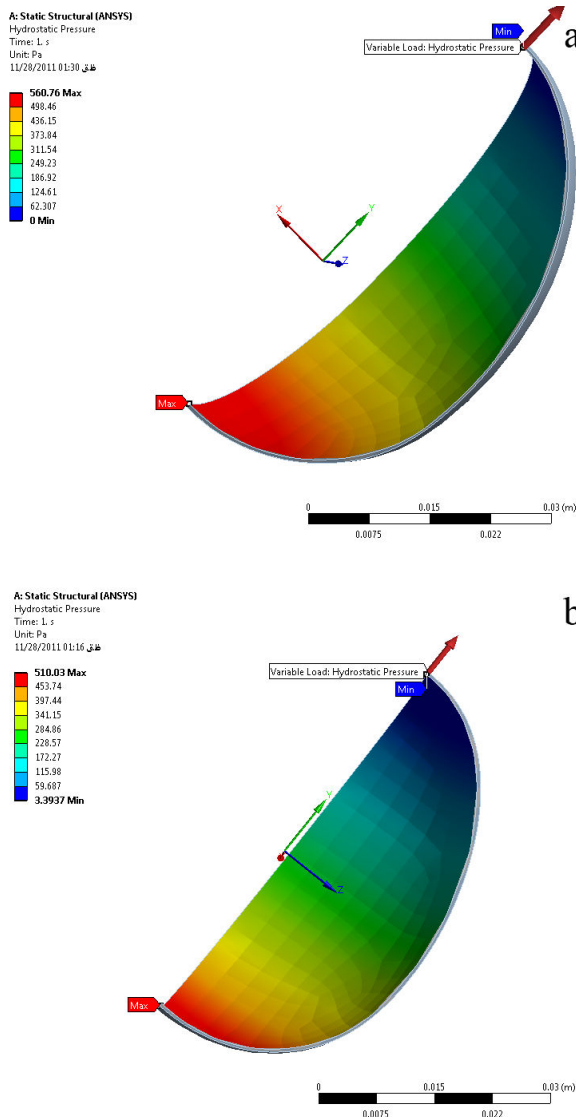 A: Static Structural (ANSYS)
Hydrostatic Pressure
Time: 1. s
Unit: Pa
11/28/2011 01:30 ظ,ق
560.76 Max
498.46
436.15
373.84
311.54
249.23
186.92
124.61
62.307
0 Min
Min
Variable Load: Hydrostatic Pressure
a
X
Y
Z
Max
0
0.015
0.03 (m)
0.0075
0.022
A: Static Structural (ANSYS)
Hydrostatic Pressure
Time: 1. s
Unit: Pa
11/28/2011 01:16 ظ,ق
510.03 Max
453.74
397.44
341.15
284.86
228.57
172.27
115.98
59.687
3.3937 Min
b
Variable Load: Hydrostatic Pressure
Min
Y
Z
Max
0
0.015
0.03 (m)
0.0075
0.022